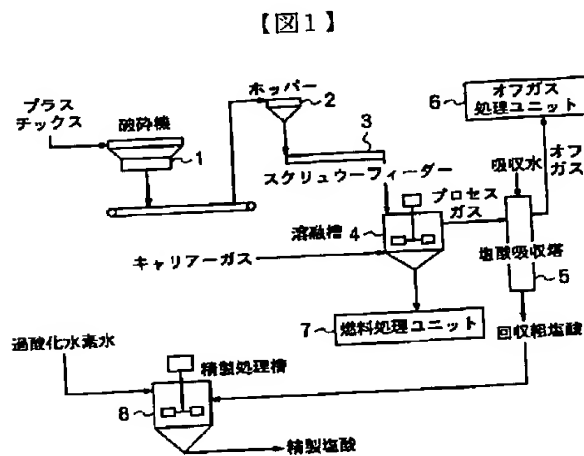 【図1】
プラス
チックス
破砕機
1
ホッパー
2
3
スクリュウーフィーダー
6
オフガス
処理ユニット
吸収水
オフ
ガス
プロセス
ガス
溶融槽
4
塩酸吸収塔
5
キャリアーガス
7
燃料処理ユニット
回収粗塩酸
過酸化水素水
精製処理槽
8
精製塩酸